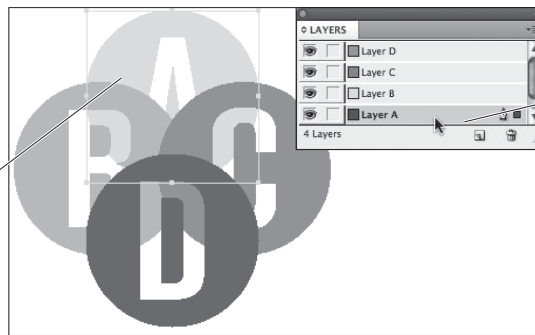 A
B C
D
LAYERS
Layer D
Layer C
Layer B
Layer A
4 Layers